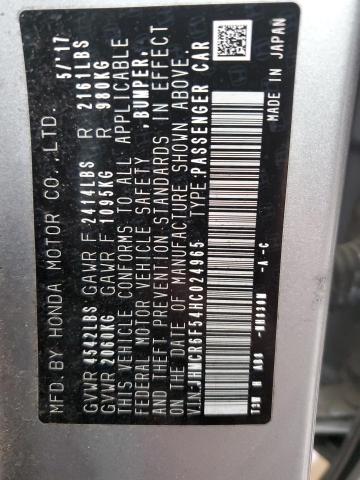 MFD.BY HONDA MOTOR CO.,LTD. 5/'17
GVWR 4542LBS GAWR F 2414LBS R 2161LBS
GVWR 2060KG GAWR F 1095KG R 980KG
THIS VEHICLE CONFORMS TO ALL APPLICABLE
FEDERAL MOTOR VEHICLE SAFETY ,BUMPER,
AND THEFT PREVENTION STANDARDS IN EFFECT
ON THE DATE OF MANUFACTURE SHOWN ABOVE.
V.I.N.:JHMCR6F54HC024965 TYPE:PASSENGER CAR
MADE IN JAPAN
-A -C